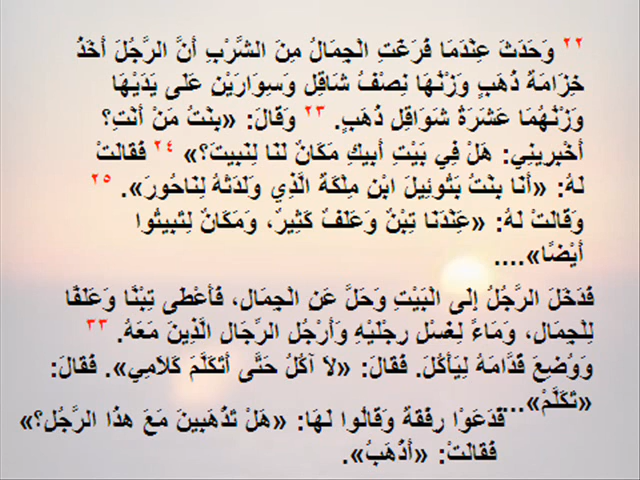 ٢٢ وَحَدَثَ عِنْدَمَا فَرَغَتِ الْجِمَالُ مِنَ الشُّرْبِ أَنَّ الرَّجُلَ أَخَذَ
خِزَامَةَ ذَهَبٍ وَزْنُهَا نِصْفُ شَاقِل وَسِوَارَيْنِ عَلَى يَدَيْهَا
وَزْنُهُمَا عَشَرَةُ شَوَاقِلِ ذَهَبٍ. ٢٣ وَقَالَ: «بِنْتُ مَنْ أَنْتِ؟
أَخْبِرِينِي: هَلْ فِي بَيْتِ أَبِيكِ مَكَانٌ لَنَا لِنَبِيتَ؟» ٢٤ فَقَالَتْ
لَهُ: «أَنَا بِنْتُ بَتُوئِيلَ ابْنِ مِلْكَةَ الَّذِي وَلَدَتْهُ لِنَاحُورَ». ٢٥
وَقَالَتْ لَهُ: «عِنْدَنَا تِبْنٌ وَعَلَفٌ كَثِيرٌ، وَمَكَانٌ لِتَبِيتُوا
أَيْضًا»....
فَدَخَلَ الرَّجُلُ إِلَى الْبَيْتِ وَحَلَّ عَنِ الْجِمَالِ، فَأَعْطَى تِبْنًا وَعَلَفًا
لِلْجِمَالِ، وَمَاءً لِغَسْلِ رِجْلَيْهِ وَأَرْجُلِ الرِّجَالِ الَّذِينَ مَعَهُ. ٣٣
وَوُضِعَ قُدَّامَهُ لِيَأْكُلَ. فَقَالَ: «لاَ آكُلُ حَتَّى أَتَكَلَّمَ كَلاَمِي». فَقَالَ:
«تَكَلَّمْ»...
فَدَعَوْا رِفْقَةَ وَقَالُوا لَهَا: «هَلْ تَذْهَبِينَ مَعَ هذَا الرَّجُلِ؟»
فَقَالَتْ: «أَذْهَبُ».